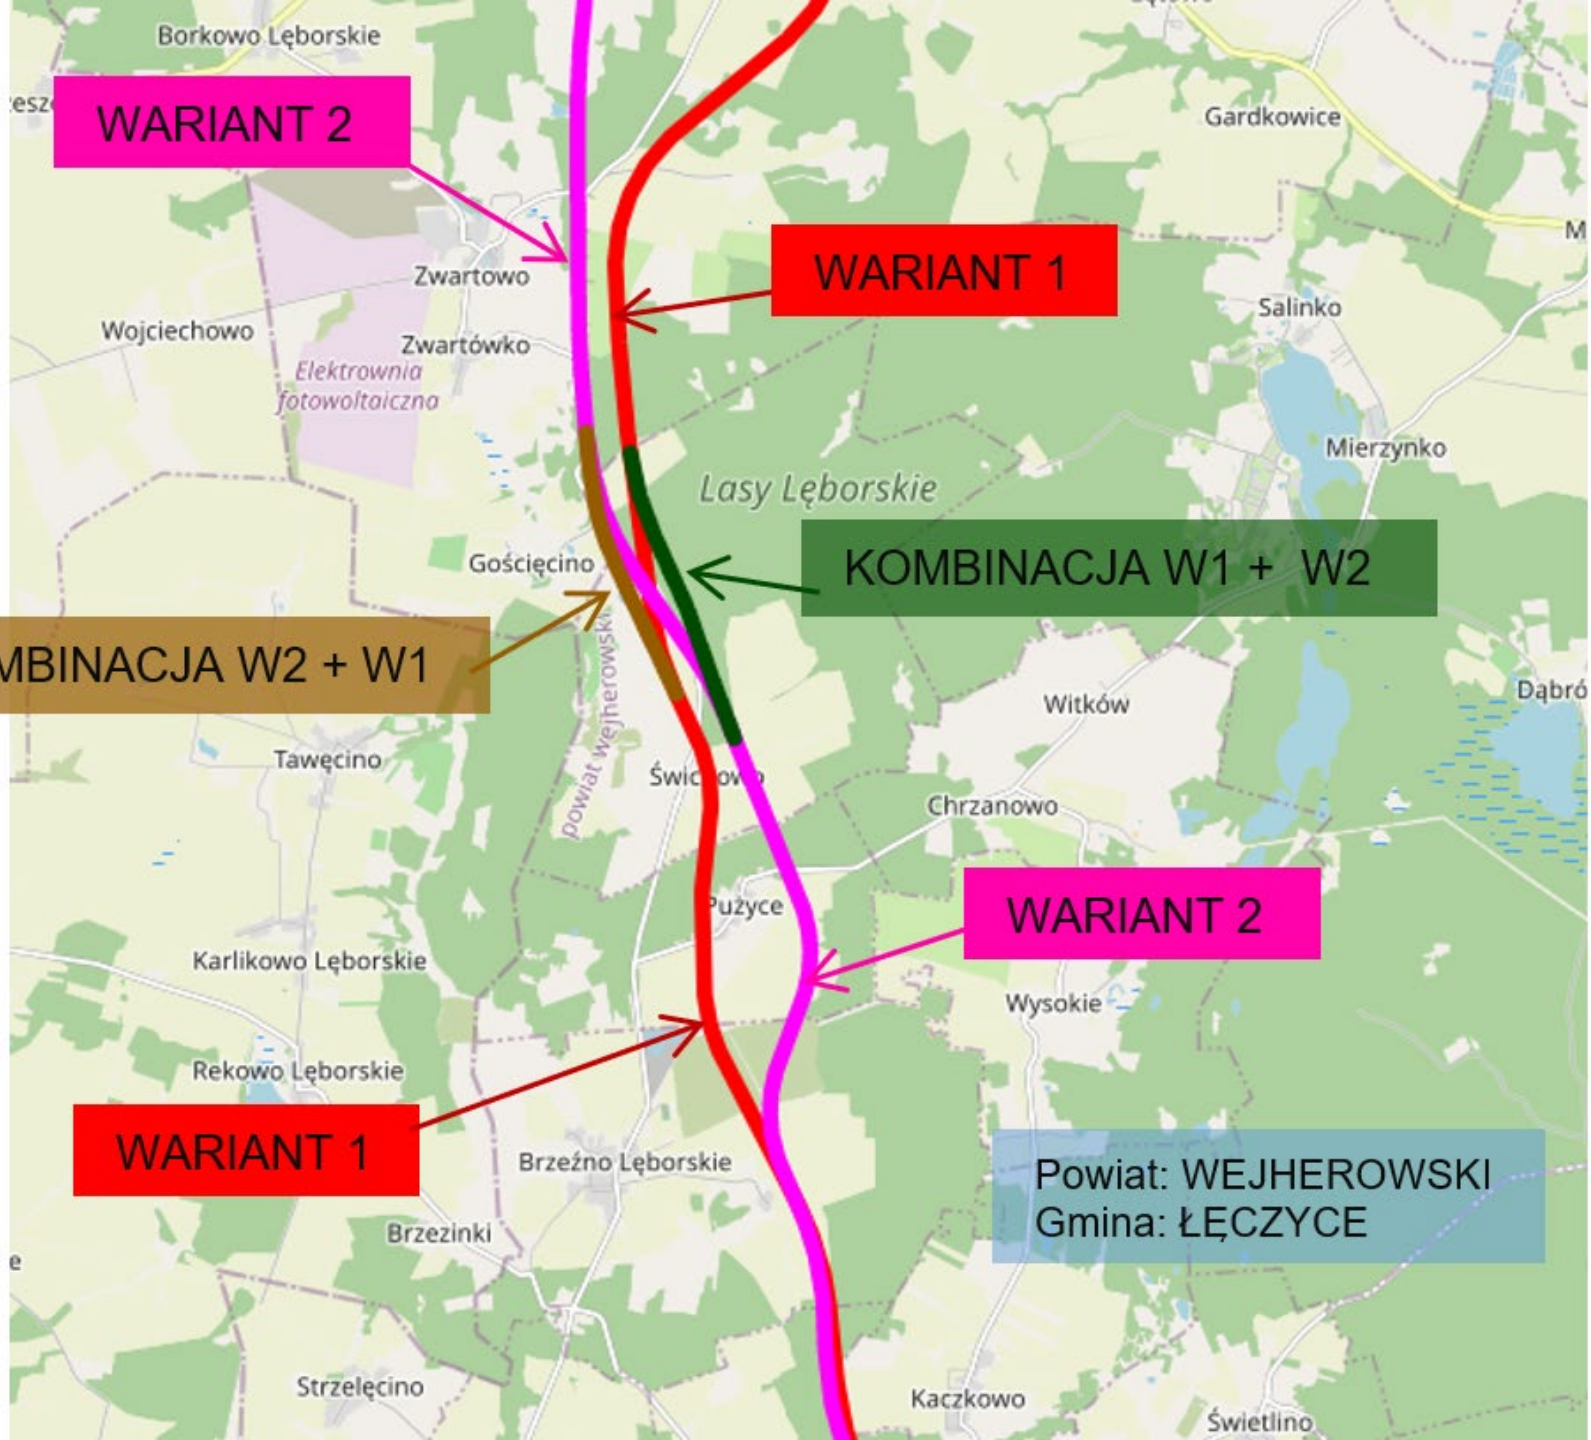 Borkowo Lęborskie
WARIANT 2
Gardkowice
Zwartowo
WARIANT 1
Salinko
Wojciechowo
Zwartówko
Elektrownia
fotowoltaiczna
Mierzynko
Lasy Lęborskie
Gościęcino
KOMBINACJA W1 + W2
MBINACJA W2 + W1
powiat wejherowski
Witków
Dąbró
Tawęcino
Chrzanowo
Pużyce
WARIANT 2
Karlikowo Lęborskie
Wysokie
Rekowo Lęborskie
WARIANT 1
Brzeźno Lęborskie
Powiat: WEJHEROWSKI
Gmina: ŁĘCZYCE
Brzezinki
Strzelęcino
Kaczkowo
Świetlino